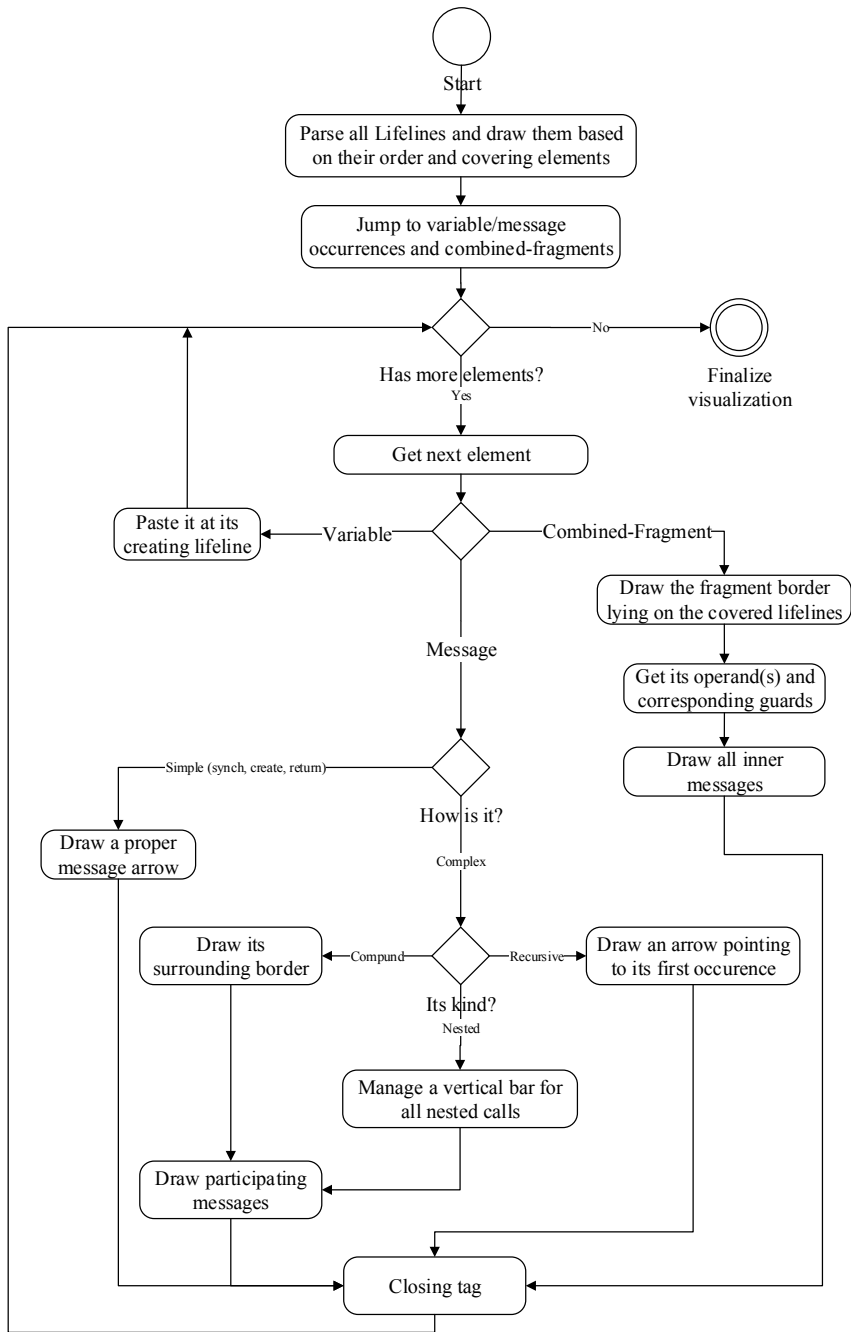 Start
Parse all Lifelines and draw them based
on their order and covering elements
Jump to variable/message
occurrences and combined-fragments
No
Has more elements?
Yes
Finalize
visualization
Get next element
Paste it at its
creating lifeline
Variable
Combined-Fragment
Draw the fragment border
lying on the covered lifelines
Message
Get its operand(s) and
corresponding guards
Draw all inner
messages
Simple (synch, create, return)
How is it?
Draw a proper
message arrow
Complex
Draw its
surrounding border
Compund
Recursive
Draw an arrow pointing
to its first occurence
Its kind?
Nested
Manage a vertical bar for
all nested calls
Draw participating
messages
Closing tag